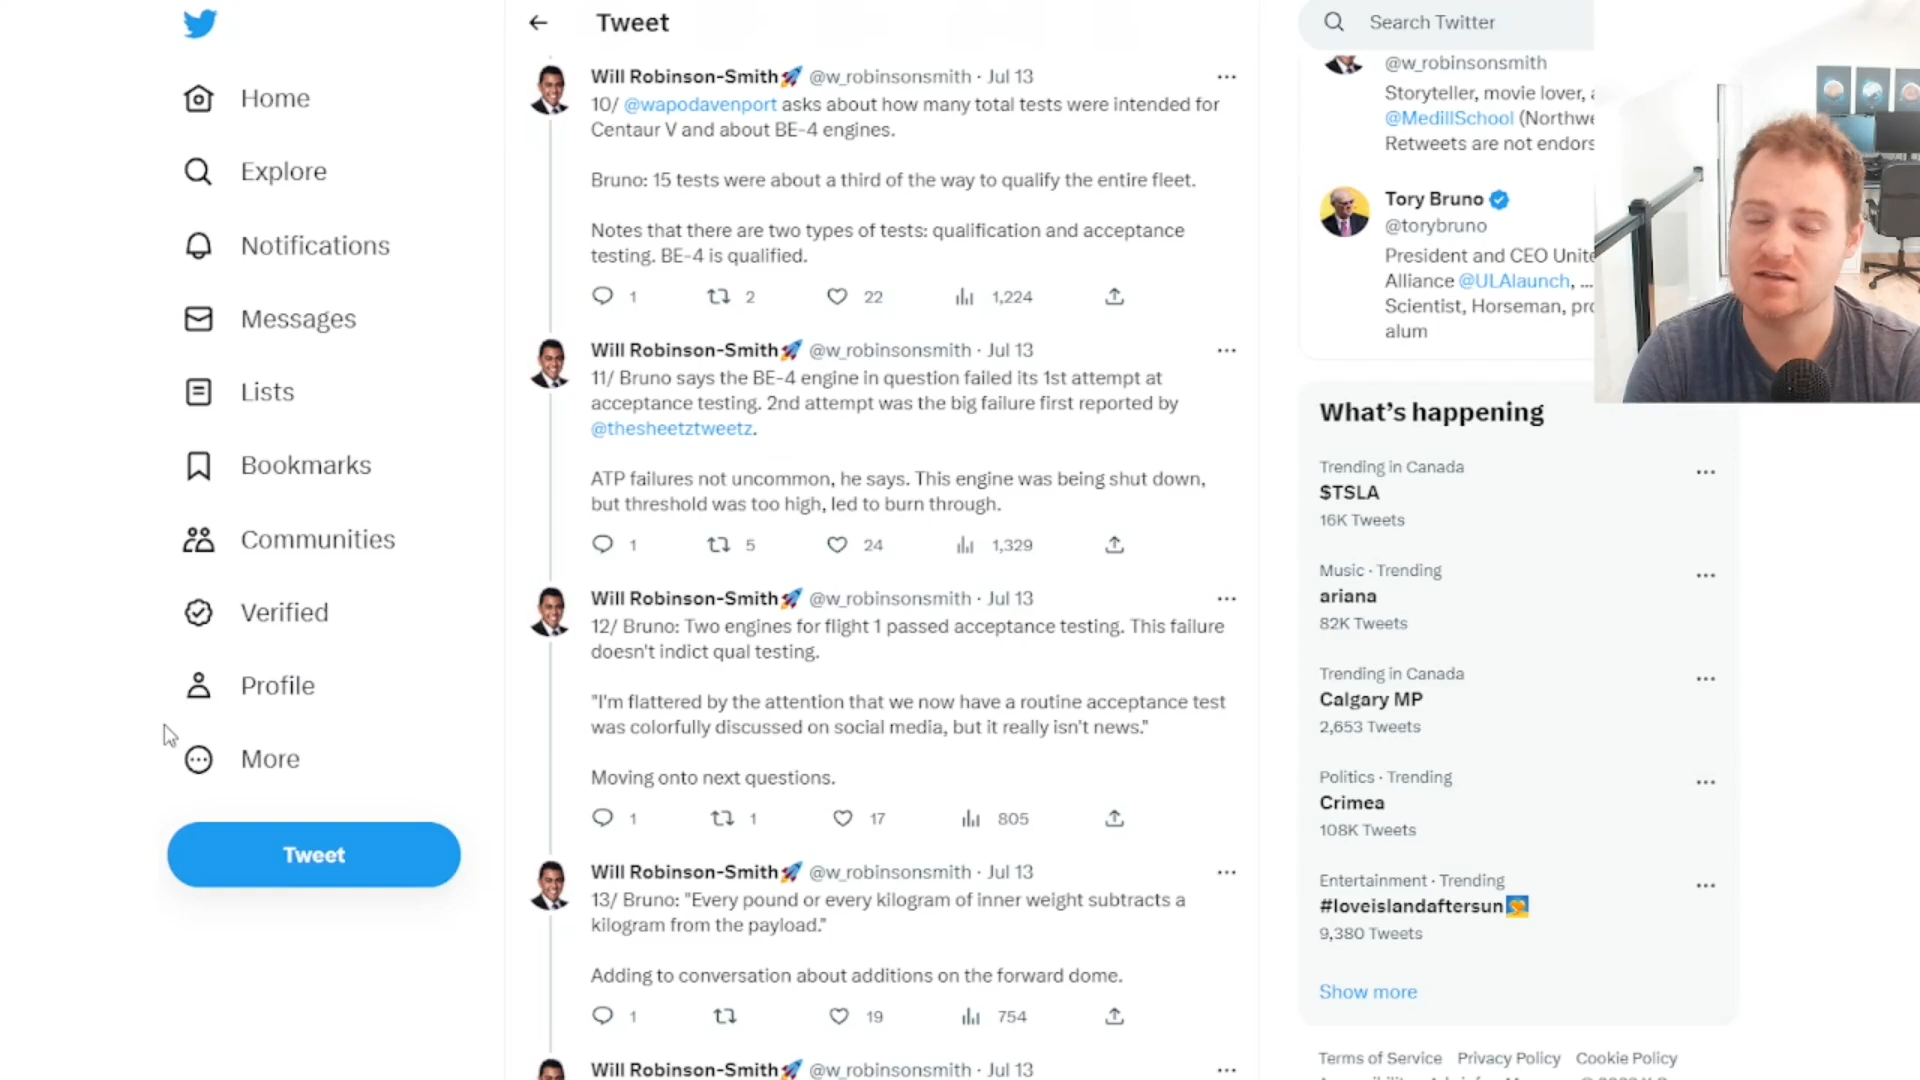 Home
Explore
Notifications
Messages
Lists
Bookmarks
Communities
Verified
Profile
More
Tweet
Tweet
Will Robinson-Smith🚀 @w_robinsonsmith · Jul 13
10/ @wapodavenport asks about how many total tests were intended for
Centaur V and about BE-4 engines.
Bruno: 15 tests were about a third of the way to qualify the entire fleet.
Notes that there are two types of tests: qualification and acceptance
testing. BE-4 is qualified.
1 2 22 1,224
Will Robinson-Smith🚀 @w_robinsonsmith · Jul 13
11/ Bruno says the BE-4 engine in question failed its 1st attempt at
acceptance testing. 2nd attempt was the big failure first reported by
@thesheetztweetz.
ATP failures not uncommon, he says. This engine was being shut down,
but threshold was too high, led to burn through.
1 5 24 1,329
Will Robinson-Smith🚀 @w_robinsonsmith · Jul 13
12/ Bruno: Two engines for flight 1 passed acceptance testing. This failure
doesn't indict qual testing.
"I'm flattered by the attention that we now have a routine acceptance test
was colorfully discussed on social media, but it really isn't news."
Moving onto next questions.
1 1 17 805
Will Robinson-Smith🚀 @w_robinsonsmith · Jul 13
13/ Bruno: "Every pound or every kilogram of inner weight subtracts a
kilogram from the payload."
Adding to conversation about additions on the forward dome.
1 19 754
Will Robinson-Smith🚀 @w_robinsonsmith · Jul 13
Search Twitter
@w_robinsonsmith
Storyteller, movie lover,
@MedillSchool (Northwe
Retweets are not endors
Tory Bruno
@torybruno
President and CEO Unite
Alliance @ULAlaunch, ...
Scientist, Horseman, pro
alum
What's happening
Trending in Canada
$TSLA
16K Tweets
Music · Trending
ariana
82K Tweets
Trending in Canada
Calgary MP
2,653 Tweets
Politics · Trending
Crimea
108K Tweets
Entertainment · Trending
#loveislandaftersun
9,380 Tweets
Show more
Terms of Service Privacy Policy Cookie Policy